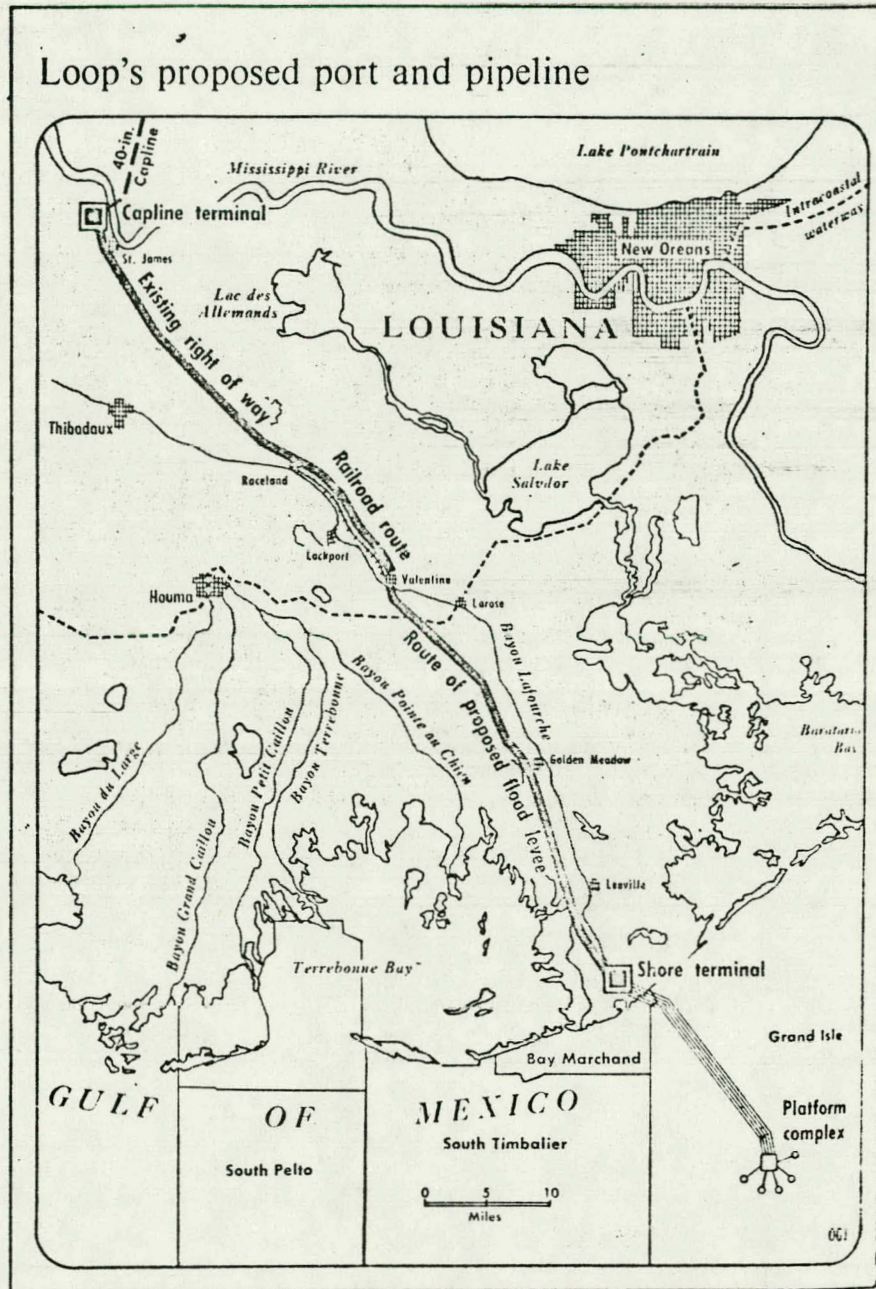 Loop's proposed port and pipeline
40-in.
Capline
Mississippi River
Lake Pontchartrain
Intracoastal
waterway
Capline terminal
New Oreans
St. James
Existing right of way
Lac des
Allemands
LOUISIANA
Thibadaux
Raceland
Railroad route
Lake
Salvdor
Lockport
Valentine
Houma
Larose
Route of proposed flood levee
Bayou Lafourche
Bayou du Large
Bayou Grand Caillou
Bayou Petit Caillou
Bayou Terrebonne
Bayou Pointe au Chien
Golden Meadow
Barataria
Bay
Leeville
Terrebonne Bay
Shore terminal
Grand Isle
Bay Marchand
GULF OF MEXICO
Platform
complex
South Pelto
South Timbalier
0 5 10
Miles